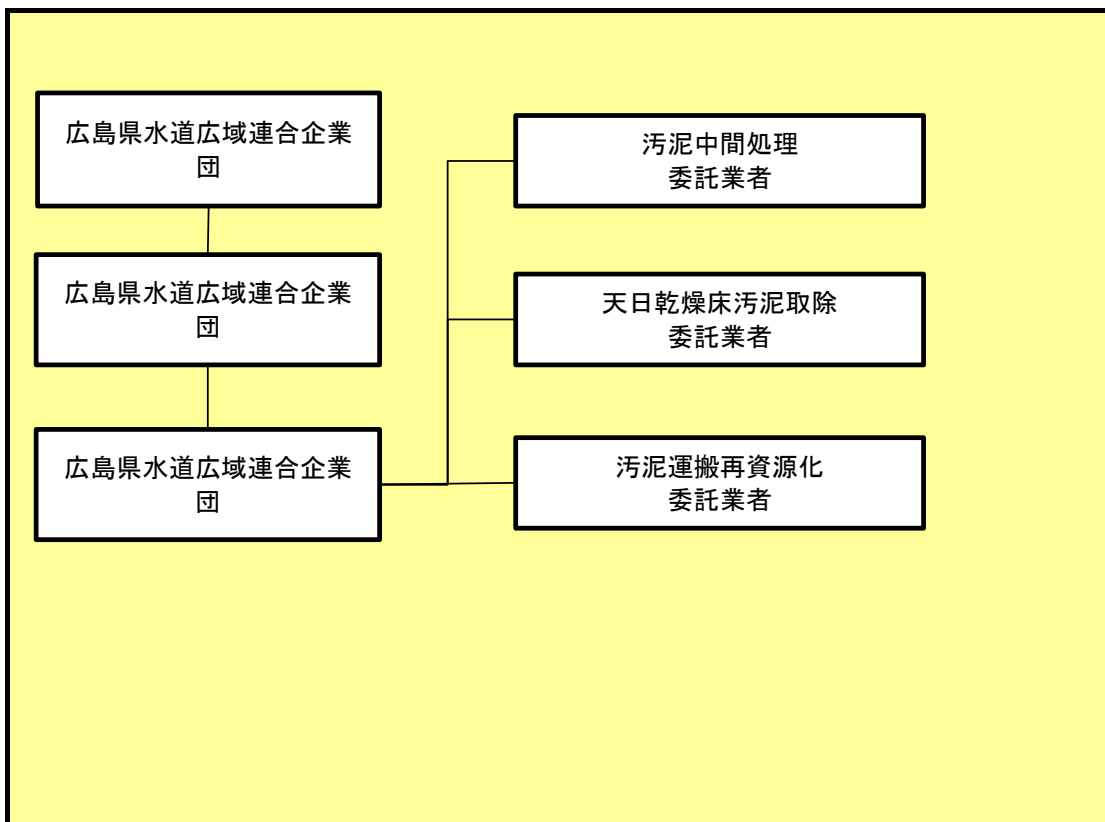 広島県水道広域連合企業
団
広島県水道広域連合企業
団
広島県水道広域連合企業
団
汚泥中間処理
委託業者
天日乾燥床汚泥取除
委託業者
汚泥運搬再資源化
委託業者